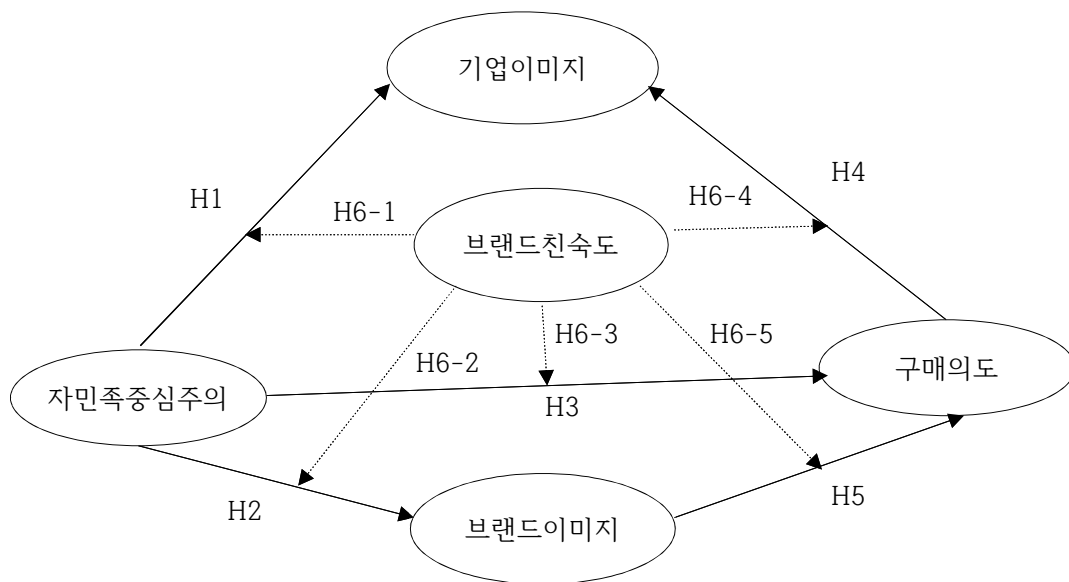 기업이미지
H1
H4
H6-1
H6-4
브랜드친숙도
H6-2
H6-3
H6-5
자민족중심주의
구매의도
H3
H2
H5
브랜드이미지